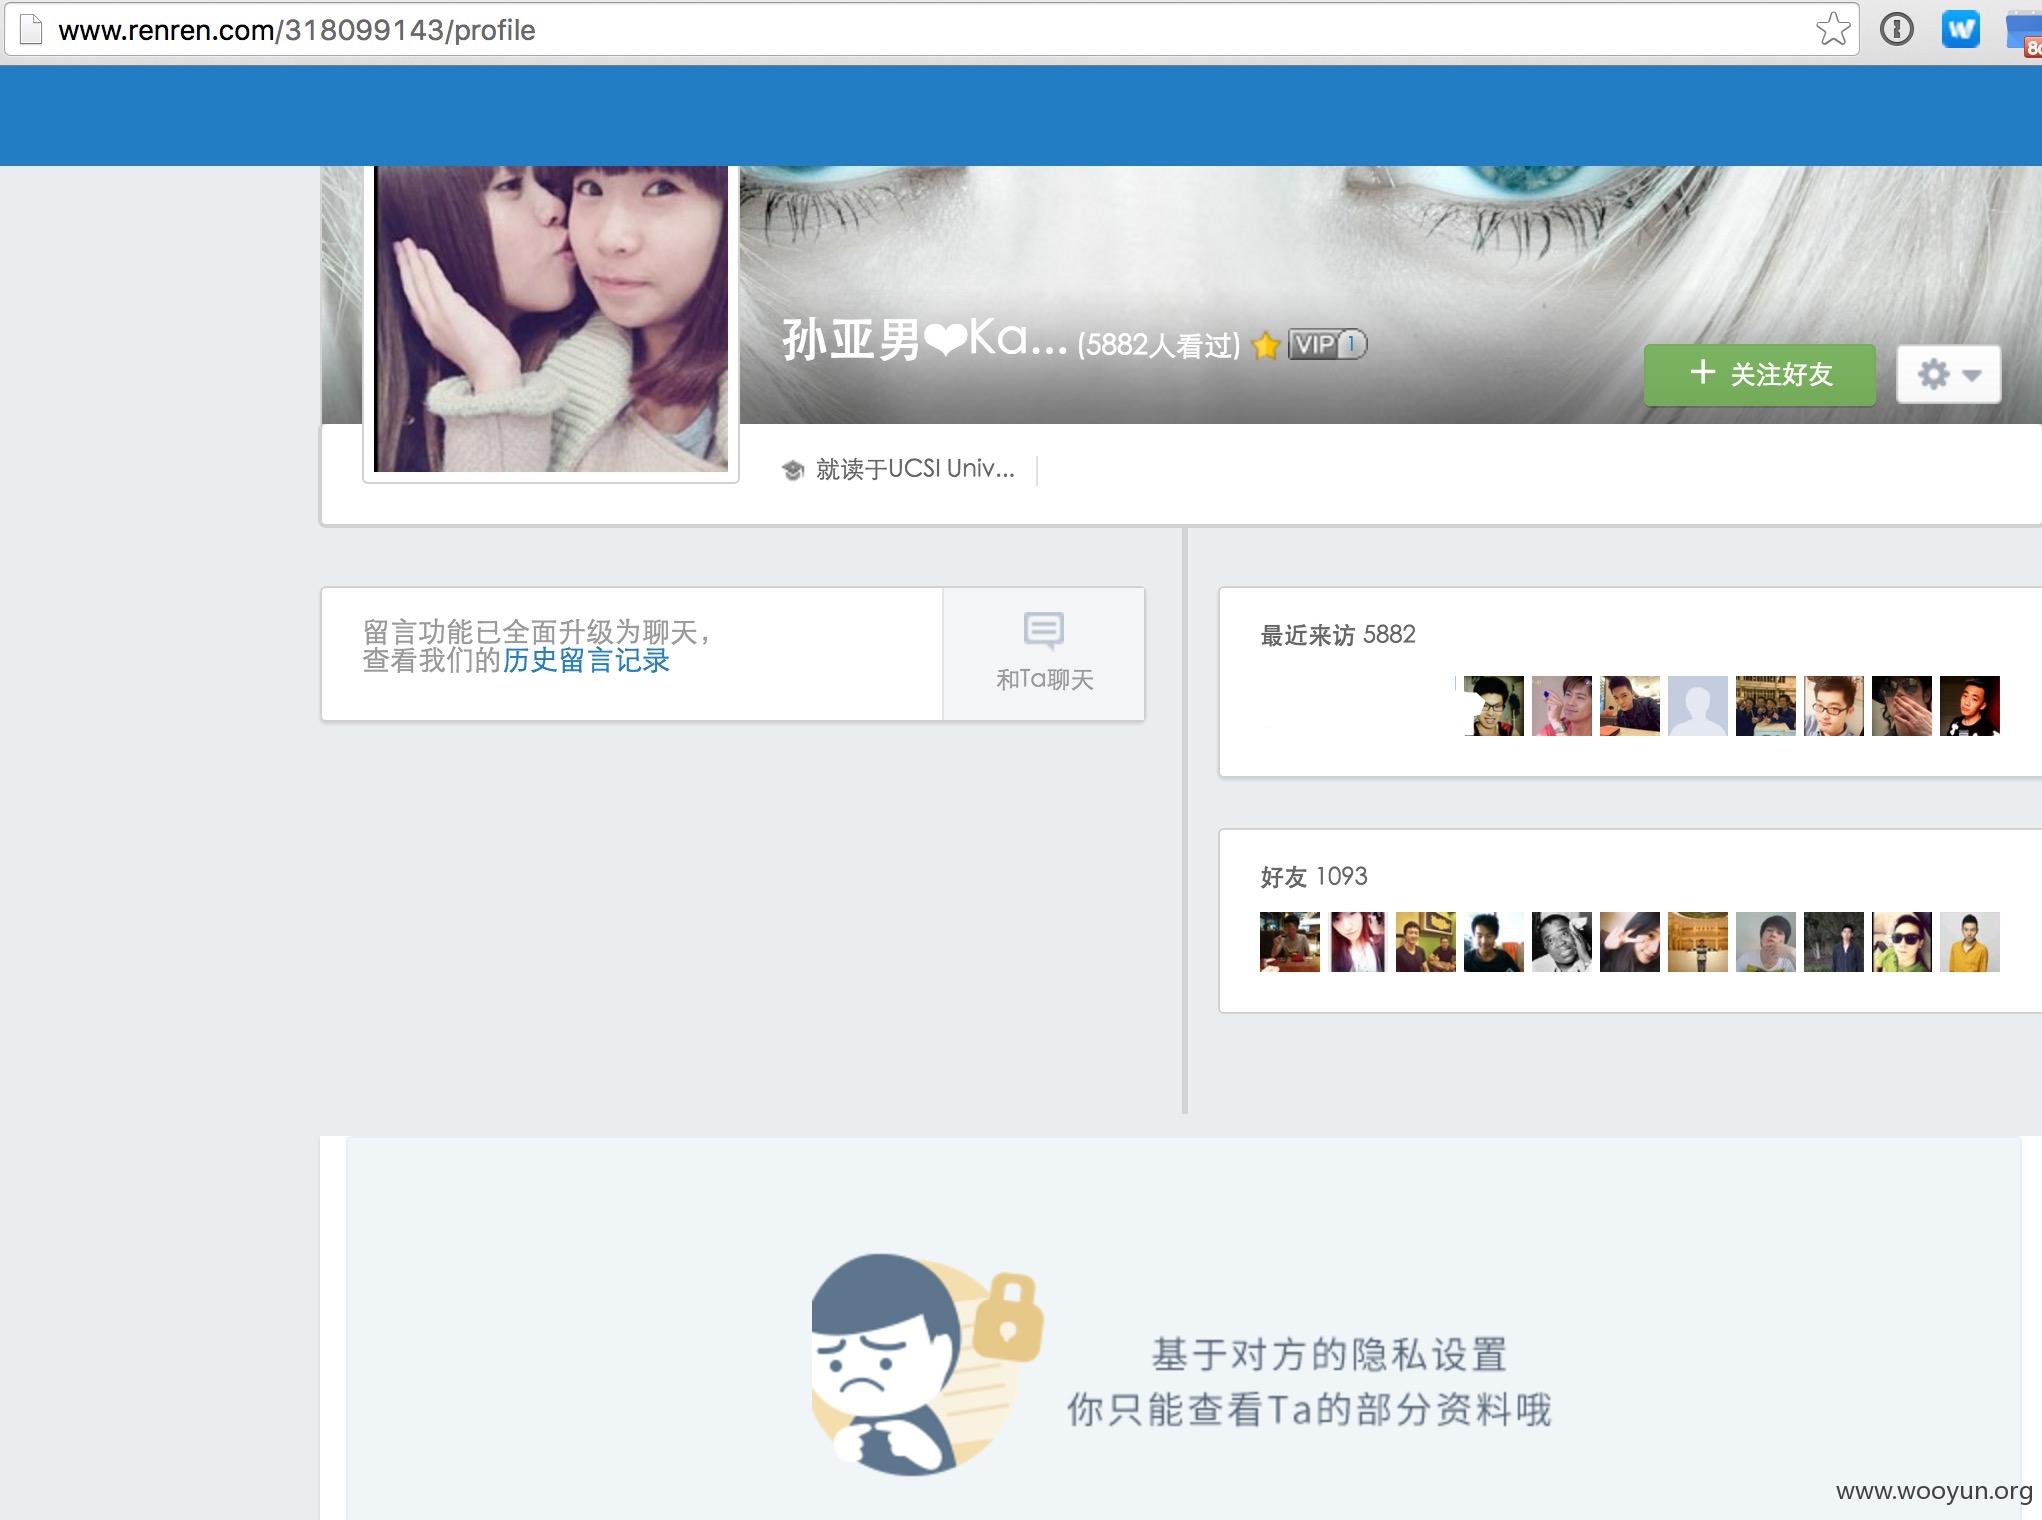 www.renren.com/318099143/profile
孙亚男❤Ka... (5882人看过) VIP 1
+ 关注好友
就读于UCSI Univ...
留言功能已全面升级为聊天，
查看我们的历史留言记录
和Ta聊天
最近来访 5882
好友 1093
基于对方的隐私设置
你只能查看Ta的部分资料哦
www.wooyun.org